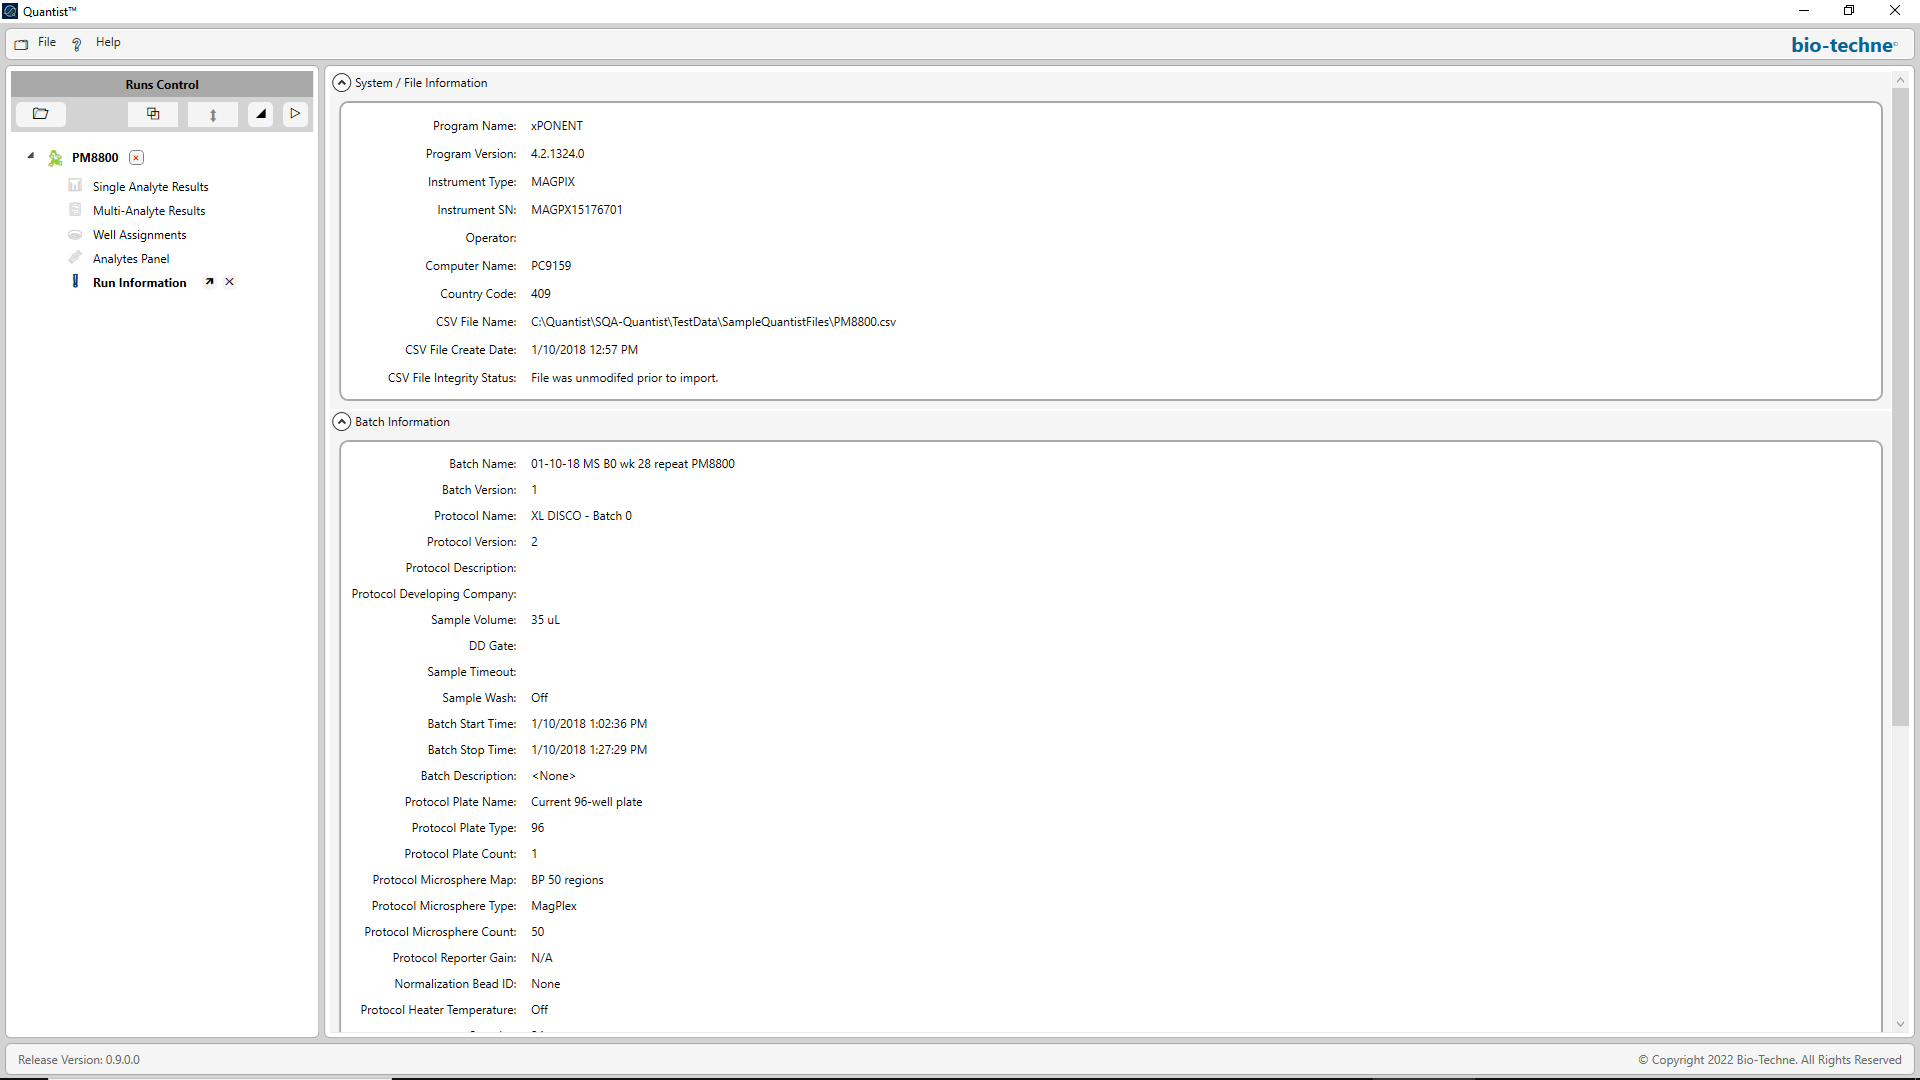 Quantist™
File
Help
bio-techne
Runs Control
PM8800
Single Analyte Results
Multi-Analyte Results
Well Assignments
Analytes Panel
Run Information
System / File Information
Program Name: xPONENT
Program Version: 4.2.1324.0
Instrument Type: MAGPIX
Instrument SN: MAGPX15176701
Operator:
Computer Name: PC9159
Country Code: 409
CSV File Name: C:\Quantist\SQA-Quantist\TestData\SampleQuantistFiles\PM8800.csv
CSV File Create Date: 1/10/2018 12:57 PM
CSV File Integrity Status: File was unmodifed prior to import.
Batch Information
Batch Name: 01-10-18 MS B0 wk 28 repeat PM8800
Batch Version: 1
Protocol Name: XL DISCO - Batch 0
Protocol Version: 2
Protocol Description:
Protocol Developing Company:
Sample Volume: 35 uL
DD Gate:
Sample Timeout:
Sample Wash: Off
Batch Start Time: 1/10/2018 1:02:36 PM
Batch Stop Time: 1/10/2018 1:27:29 PM
Batch Description: <None>
Protocol Plate Name: Current 96-well plate
Protocol Plate Type: 96
Protocol Plate Count: 1
Protocol Microsphere Map: BP 50 regions
Protocol Microsphere Type: MagPlex
Protocol Microsphere Count: 50
Protocol Reporter Gain: N/A
Normalization Bead ID: None
Protocol Heater Temperature: Off
Release Version: 0.9.0.0
© Copyright 2022 Bio-Techne. All Rights Reserved